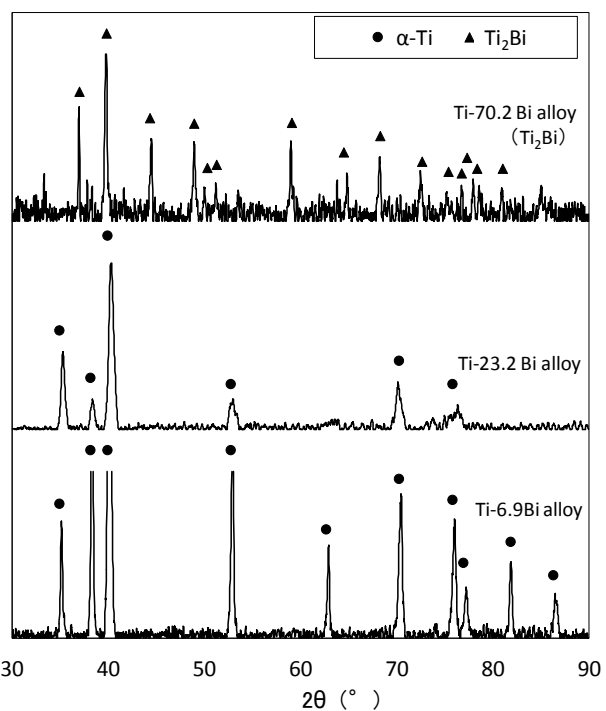 ● α-Ti ▲ Ti₂Bi
Ti-70.2 Bi alloy
（Ti₂Bi）
Ti-23.2 Bi alloy
Ti-6.9Bi alloy
30 40 50 60 70 80 90
2θ（°）